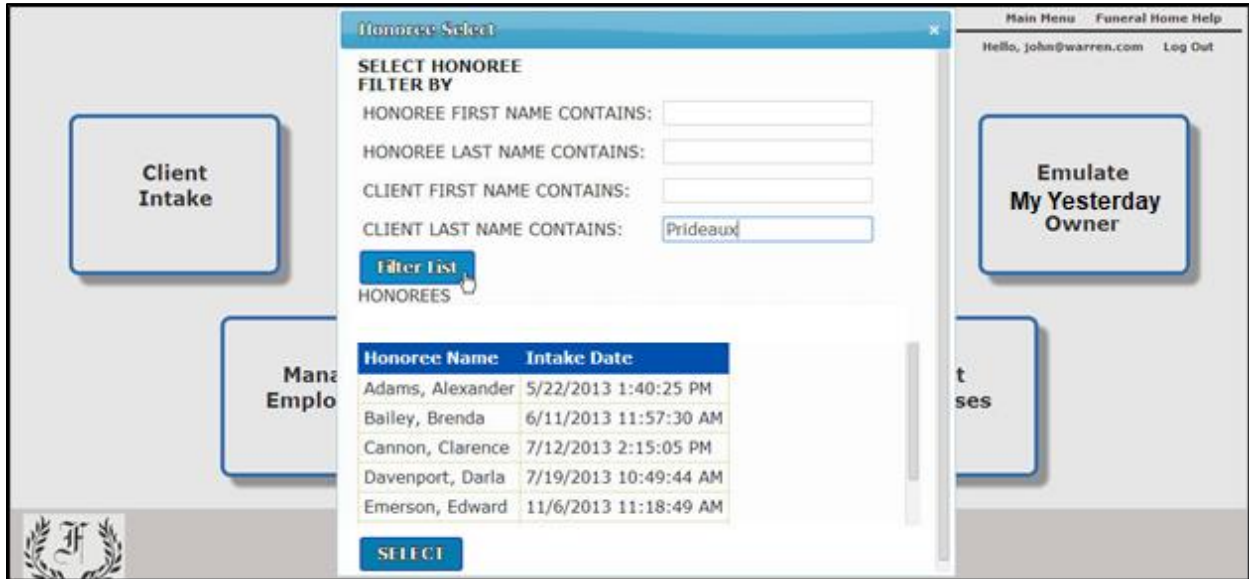 Main Menu Funeral Home Help
Hello, john@warren.com Log Out
Honoree Select
SELECT HONOREE
FILTER BY
HONOREE FIRST NAME CONTAINS:
HONOREE LAST NAME CONTAINS:
CLIENT FIRST NAME CONTAINS:
CLIENT LAST NAME CONTAINS: Prideaux
Filter List
HONOREES
Honoree Name Intake Date
Adams, Alexander 5/22/2013 1:40:25 PM
Bailey, Brenda 6/11/2013 11:57:30 AM
Cannon, Clarence 7/12/2013 2:15:05 PM
Davenport, Darla 7/19/2013 10:49:44 AM
Emerson, Edward 11/6/2013 11:18:49 AM
SELECT
Client
Intake
Emulate
My Yesterday
Owner
Mana
Emplo
t
ses
F